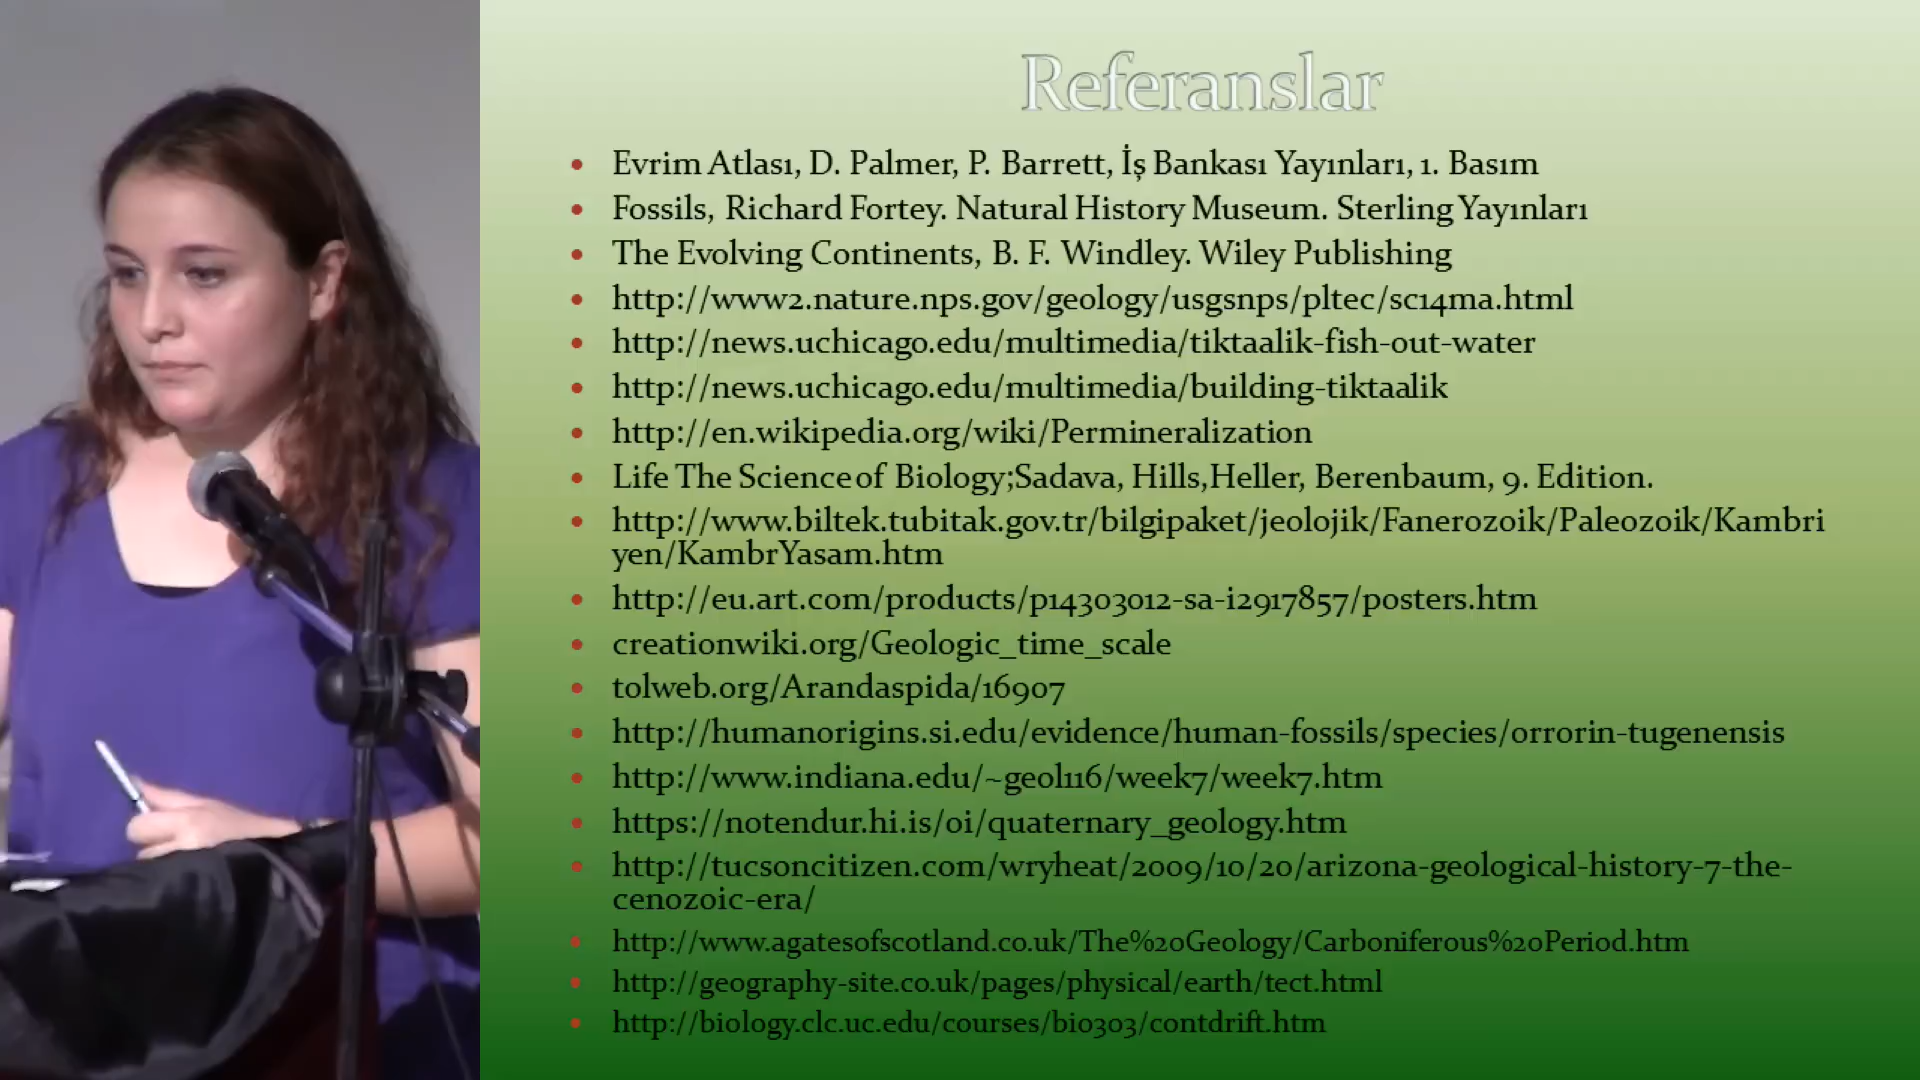 Referanslar
Evrim Atlası, D. Palmer, P. Barrett, İş Bankası Yayınları, 1. Basım
Fossils, Richard Fortey. Natural History Museum. Sterling Yayınları
The Evolving Continents, B. F. Windley. Wiley Publishing
http://www2.nature.nps.gov/geology/usgsnps/pltec/sc14ma.html
http://news.uchicago.edu/multimedia/tiktaalik-fish-out-water
http://news.uchicago.edu/multimedia/building-tiktaalik
http://en.wikipedia.org/wiki/Permineralization
Life The Science of Biology;Sadava, Hills,Heller, Berenbaum, 9. Edition.
http://www.biltek.tubitak.gov.tr/bilgipaket/jeolojik/Fanerozoik/Paleozoik/Kambri
yen/KambrYasam.htm
http://eu.art.com/products/p14303012-sa-i2917857/posters.htm
creationwiki.org/Geologic_time_scale
tolweb.org/Arandaspida/16907
http://humanorigins.si.edu/evidence/human-fossils/species/orrorin-tugenensis
http://www.indiana.edu/~geol116/week7/week7.htm
https://notendur.hi.is/oi/quaternary_geology.htm
http://tucsoncitizen.com/wryheat/2009/10/20/arizona-geological-history-7-the-
cenozoic-era/
http://www.agatesofscotland.co.uk/The%20Geology/Carboniferous%20Period.htm
http://geography-site.co.uk/pages/physical/earth/tect.html
http://biology.clc.uc.edu/courses/bio303/contdrift.htm